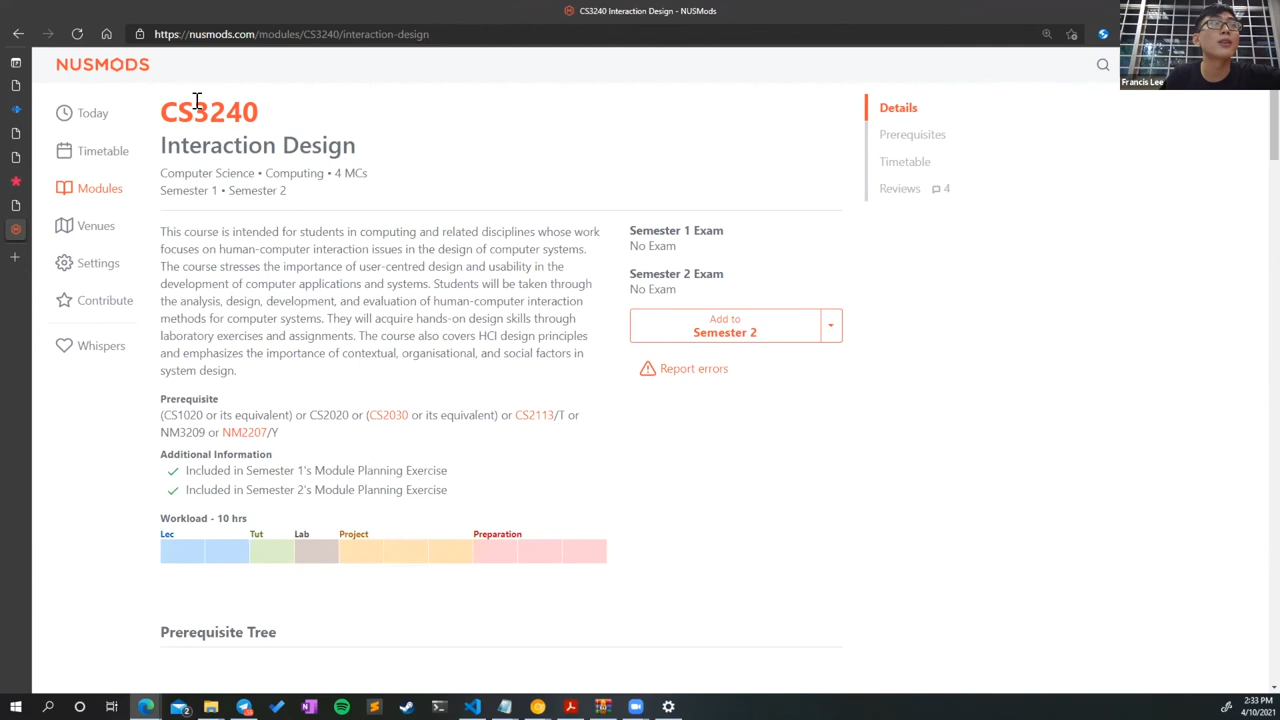 CS3240 Interaction Design - NUSMods
https://nusmods.com/modules/CS3240/interaction-design
Francis Lee
NUSMODS
Today
Timetable
Modules
Venues
Settings
Contribute
Whispers
CS3240
Interaction Design
Computer Science • Computing • 4 MCs
Semester 1 • Semester 2
This course is intended for students in computing and related disciplines whose work
focuses on human-computer interaction issues in the design of computer systems.
The course stresses the importance of user-centred design and usability in the
development of computer applications and systems. Students will be taken through
the analysis, design, development, and evaluation of human-computer interaction
methods for computer systems. They will acquire hands-on design skills through
laboratory exercises and assignments. The course also covers HCI design principles
and emphasizes the importance of contextual, organisational, and social factors in
system design.
Prerequisite
(CS1020 or its equivalent) or CS2020 or (CS2030 or its equivalent) or CS2113/T or
NM3209 or NM2207/Y
Additional Information
Included in Semester 1's Module Planning Exercise
Included in Semester 2's Module Planning Exercise
Workload - 10 hrs
Lec Tut Lab Project Preparation
Prerequisite Tree
Semester 1 Exam
No Exam
Semester 2 Exam
No Exam
Add to
Semester 2
Report errors
Details
Prerequisites
Timetable
Reviews 4
2:33 PM
4/10/2021